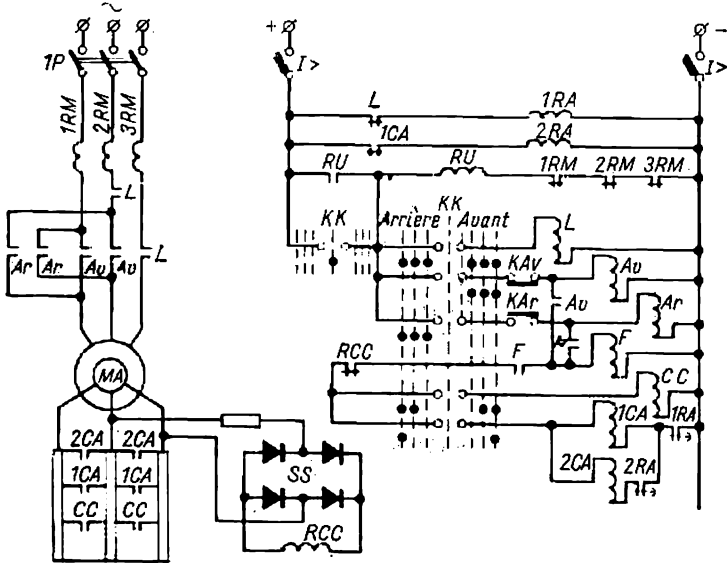 ~
+
−
1P
I>
I>
1RM
2RM
3RM
L
1RA
1CA
2RA
RU
RU
1RM
2RM
3RM
L
KK
Arrière
KK
Avant
L
Ar
Ar
Av
Av
L
KAv
Av
KAr
Av
Ar
RCC
F
F
MA
CC
2CA
2CA
1CA
1RA
1CA
1CA
SS
2CA
2RA
CC
CC
RCC